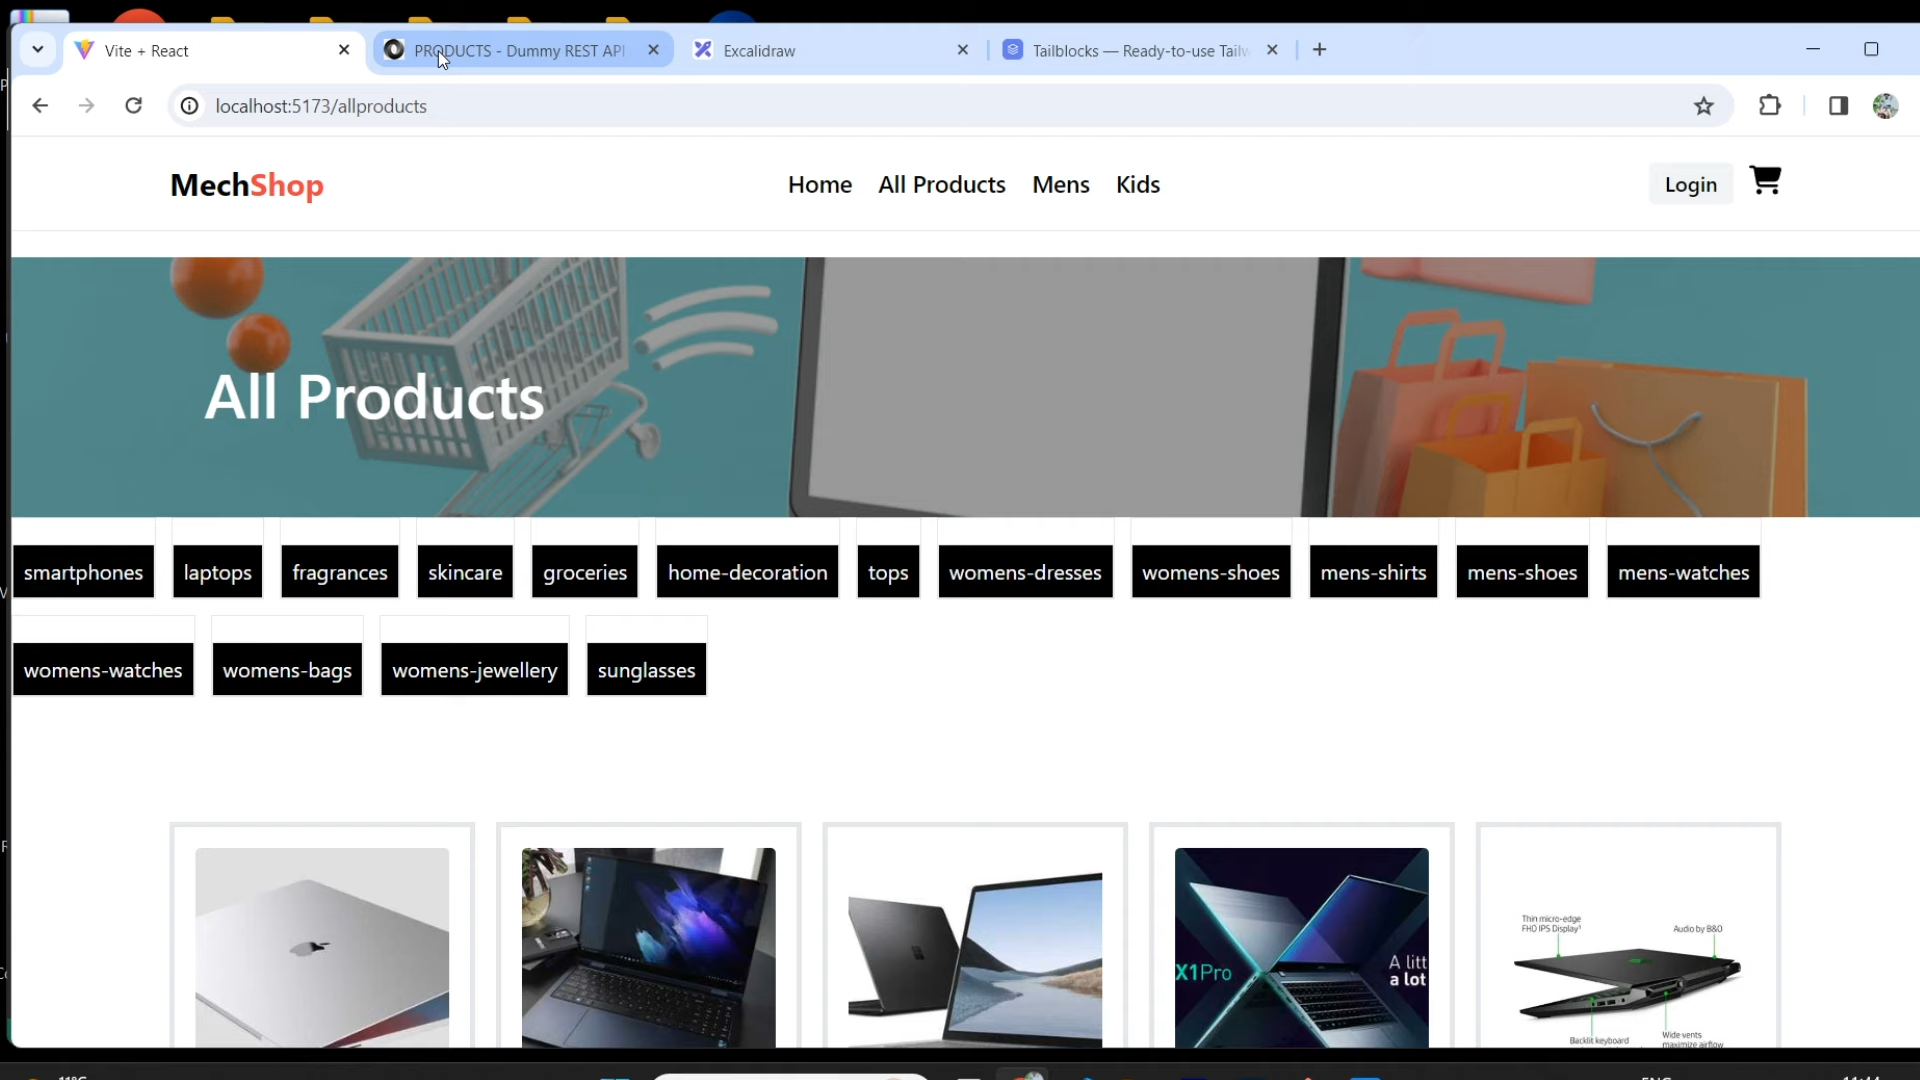 Vite + React
PRODUCTS - Dummy REST API
Excalidraw
Tailblocks — Ready-to-use Tailw
localhost:5173/allproducts
MechShop
Home All Products Mens Kids
Login
All Products
smartphones laptops fragrances skincare groceries home-decoration tops womens-dresses womens-shoes mens-shirts mens-shoes mens-watches
womens-watches womens-bags womens-jewellery sunglasses
X1Pro
A litt
a lot
Thin micro-edge
FHD IPS Display¹
Audio by B&O
Backlit keyboard
Wide vents
maximize airflow